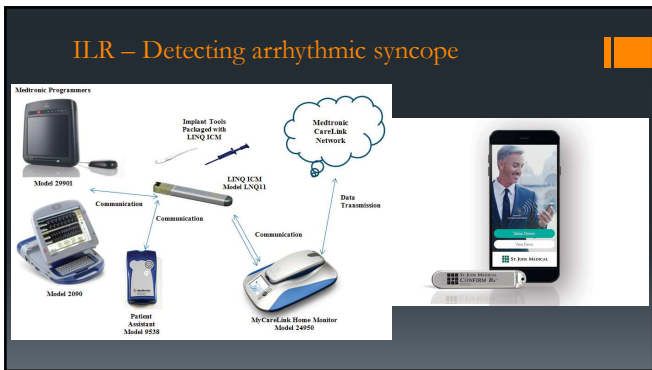 ILR – Detecting arrhythmic syncope
Medtronic Programmers
Model 29901
Implant Tools
Packaged with
LINQ ICM
Medtronic
CareLink
Network
LINQ ICM
Model LNQ11
Communication
Communication
Communication
Data
Transmission
Model 2090
Patient
Assistant
Model 9538
MyCareLink Home Monitor
Model 24950
ST. JUDE MEDICAL
ST. JUDE MEDICAL
CONFIRM Rx